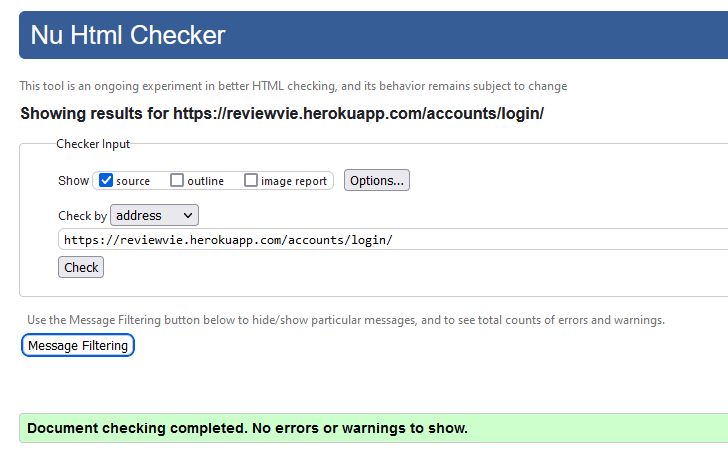 Nu Html Checker
This tool is an ongoing experiment in better HTML checking, and its behavior remains subject to change
Showing results for https://reviewvie.herokuapp.com/accounts/login/
Checker Input
Show source outline image report Options...
Check by address
https://reviewvie.herokuapp.com/accounts/login/
Check
Use the Message Filtering button below to hide/show particular messages, and to see total counts of errors and warnings.
Message Filtering
Document checking completed. No errors or warnings to show.